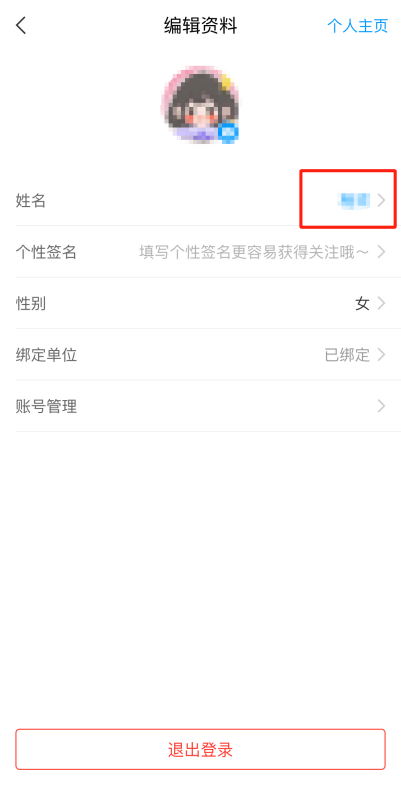 编辑资料 个人主页
姓名
个性签名 填写个性签名更容易获得关注哦～
性别 女
绑定单位 已绑定
账号管理
退出登录